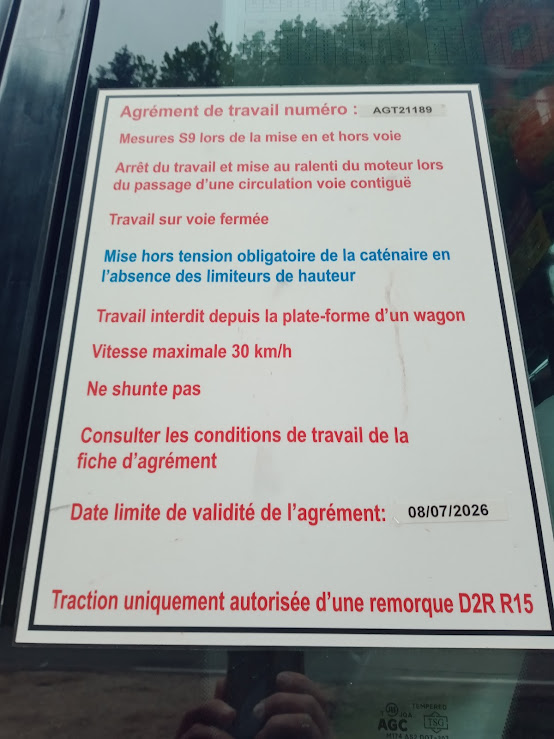 Agrément de travail numéro : AGT21189
Mesures S9 lors de la mise en et hors voie
Arrêt du travail et mise au ralenti du moteur lors
du passage d'une circulation voie contiguë
Travail sur voie fermée
Mise hors tension obligatoire de la caténaire en
l'absence des limiteurs de hauteur
Travail interdit depuis la plate-forme d'un wagon
Vitesse maximale 30 km/h
Ne shunte pas
Consulter les conditions de travail de la
fiche d'agrément
Date limite de validité de l'agrément: 08/07/2026
Traction uniquement autorisée d'une remorque D2R R15
TEMPERED
AGC TSG